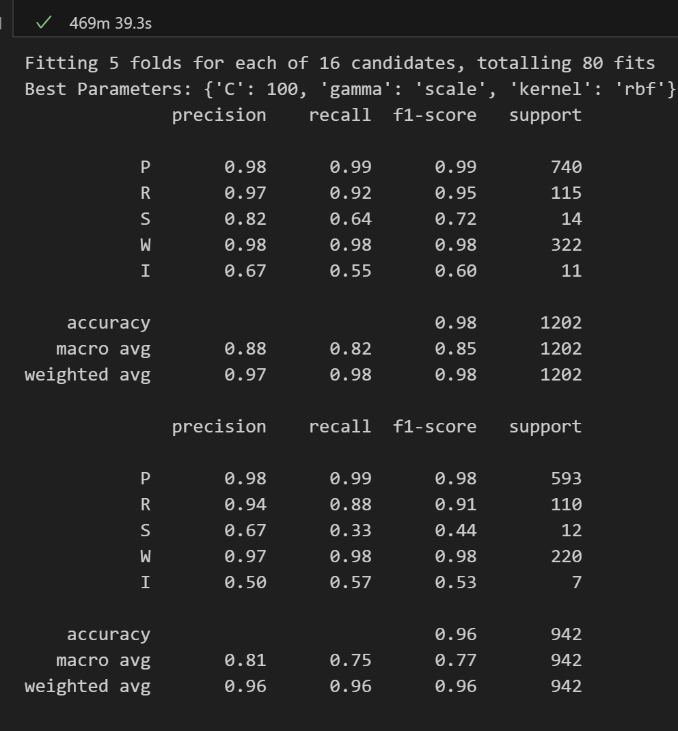 469m 39.3s
Fitting 5 folds for each of 16 candidates, totalling 80 fits
Best Parameters: {'C': 100, 'gamma': 'scale', 'kernel': 'rbf'}
precision recall f1-score support
P 0.98 0.99 0.99 740
R 0.97 0.92 0.95 115
S 0.82 0.64 0.72 14
W 0.98 0.98 0.98 322
I 0.67 0.55 0.60 11
accuracy 0.98 1202
macro avg 0.88 0.82 0.85 1202
weighted avg 0.97 0.98 0.98 1202
precision recall f1-score support
P 0.98 0.99 0.98 593
R 0.94 0.88 0.91 110
S 0.67 0.33 0.44 12
W 0.97 0.98 0.98 220
I 0.50 0.57 0.53 7
accuracy 0.96 942
macro avg 0.81 0.75 0.77 942
weighted avg 0.96 0.96 0.96 942